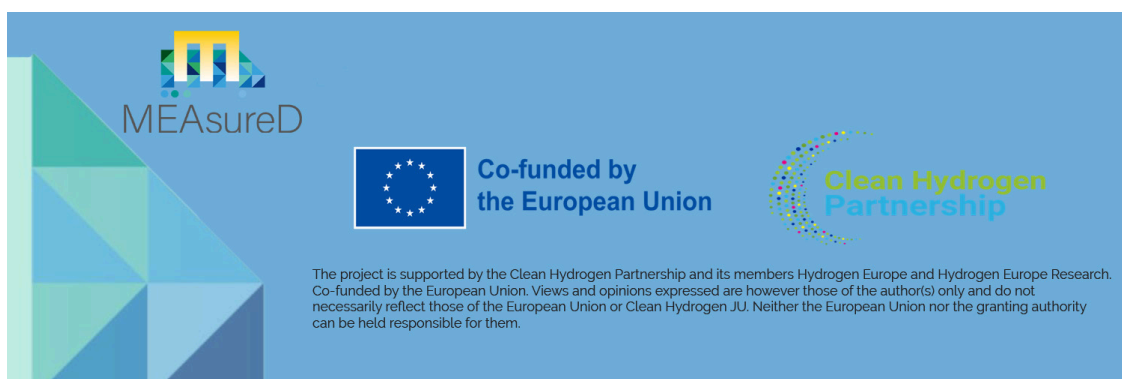 MEAsureD
Co-funded by
the European Union
Clean Hydrogen
Partnership
The project is supported by the Clean Hydrogen Partnership and its members Hydrogen Europe and Hydrogen Europe Research.
Co-funded by the European Union. Views and opinions expressed are however those of the author(s) only and do not
necessarily reflect those of the European Union or Clean Hydrogen JU. Neither the European Union nor the granting authority
can be held responsible for them.